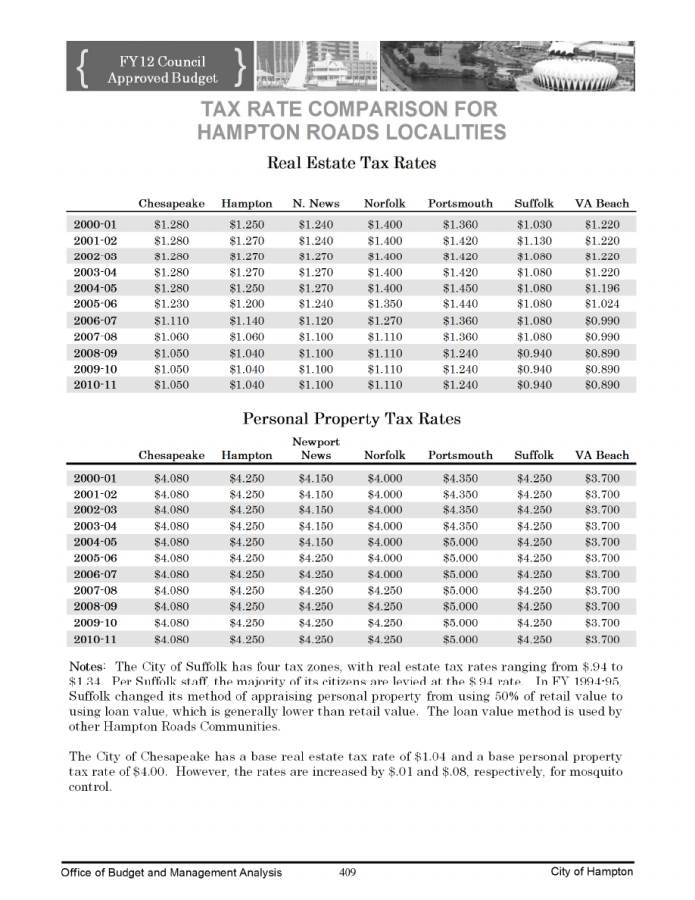 FY12 Council
Approved Budget
TAX RATE COMPARISON FOR
HAMPTON ROADS LOCALITIES
Real Estate Tax Rates
Chesapeake Hampton N. News Norfolk Portsmouth Suffolk VA Beach
2000-01 $1.280 $1.250 $1.240 $1.400 $1.360 $1.030 $1.220
2001-02 $1.280 $1.270 $1.240 $1.400 $1.420 $1.130 $1.220
2002-03 $1.280 $1.270 $1.270 $1.400 $1.420 $1.080 $1.220
2003-04 $1.280 $1.270 $1.270 $1.400 $1.420 $1.080 $1.220
2004-05 $1.280 $1.250 $1.270 $1.400 $1.450 $1.080 $1.196
2005-06 $1.230 $1.200 $1.240 $1.350 $1.440 $1.080 $1.024
2006-07 $1.110 $1.140 $1.120 $1.270 $1.360 $1.080 $0.990
2007-08 $1.060 $1.060 $1.100 $1.110 $1.360 $1.080 $0.990
2008-09 $1.050 $1.040 $1.100 $1.110 $1.240 $0.940 $0.890
2009-10 $1.050 $1.040 $1.100 $1.110 $1.240 $0.940 $0.890
2010-11 $1.050 $1.040 $1.100 $1.110 $1.240 $0.940 $0.890
Personal Property Tax Rates
Newport
Chesapeake Hampton News Norfolk Portsmouth Suffolk VA Beach
2000-01 $4.080 $4.250 $4.150 $4.000 $4.350 $4.250 $3.700
2001-02 $4.080 $4.250 $4.150 $4.000 $4.350 $4.250 $3.700
2002-03 $4.080 $4.250 $4.150 $4.000 $4.350 $4.250 $3.700
2003-04 $4.080 $4.250 $4.150 $4.000 $4.350 $4.250 $3.700
2004-05 $4.080 $4.250 $4.150 $4.000 $5.000 $4.250 $3.700
2005-06 $4.080 $4.250 $4.250 $4.000 $5.000 $4.250 $3.700
2006-07 $4.080 $4.250 $4.250 $4.000 $5.000 $4.250 $3.700
2007-08 $4.080 $4.250 $4.250 $4.250 $5.000 $4.250 $3.700
2008-09 $4.080 $4.250 $4.250 $4.250 $5.000 $4.250 $3.700
2009-10 $4.080 $4.250 $4.250 $4.250 $5.000 $4.250 $3.700
2010-11 $4.080 $4.250 $4.250 $4.250 $5.000 $4.250 $3.700
Notes: The City of Suffolk has four tax zones, with real estate tax rates ranging from $.94 to
$1.34. Per Suffolk staff, the majority of its citizens are levied at the $.94 rate. In FY 1994-95,
Suffolk changed its method of appraising personal property from using 50% of retail value to
using loan value, which is generally lower than retail value. The loan value method is used by
other Hampton Roads Communities.
The City of Chesapeake has a base real estate tax rate of $1.04 and a base personal property
tax rate of $4.00. However, the rates are increased by $.01 and $.08, respectively, for mosquito
control.
Office of Budget and Management Analysis 409 City of Hampton